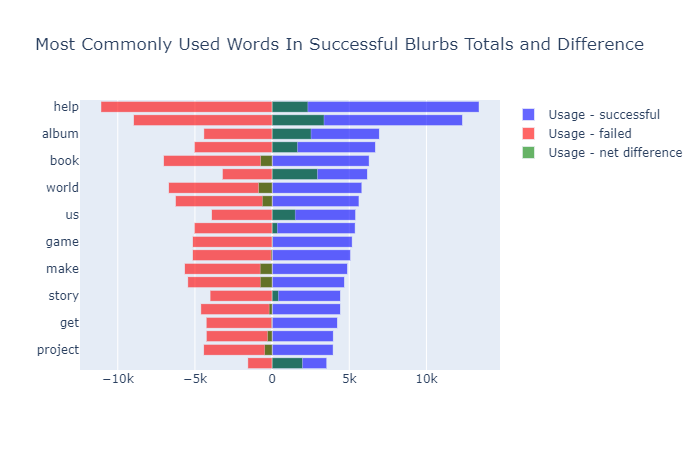 Most Commonly Used Words In Successful Blurbs Totals and Difference
help
album
book
world
us
game
make
story
get
project
−10k −5k 0 5k 10k
Usage - successful
Usage - failed
Usage - net difference